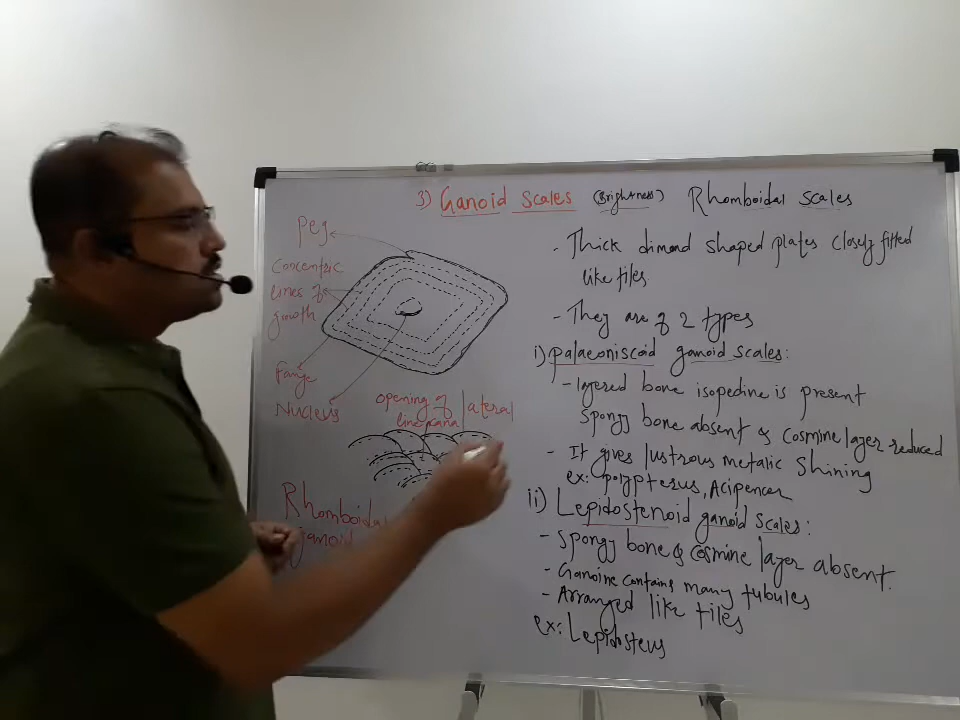 3) Ganoid scales (Brightness) Rhomboidal scales
Peg
Concentric
lines of
growth
Fange
Nucleus
opening of lateral
line cana
Rhomboidal
ganoid
- Thick dimond shaped plates closely fitted
like tiles
- They are of 2 types
i) palaeoniscoid ganoid scales:
- layered bone isopedine is present
Spongy bone absent & Cosmine layer reduced
- It gives lustrous metalic shining
ex: polypterus, Acipencer
ii) Lepidostenoid ganoid scales:
- Spongy bone & cosmine layer absent.
- Ganoine contains many tubules
- Arranged like tiles
ex: Lepidosteus